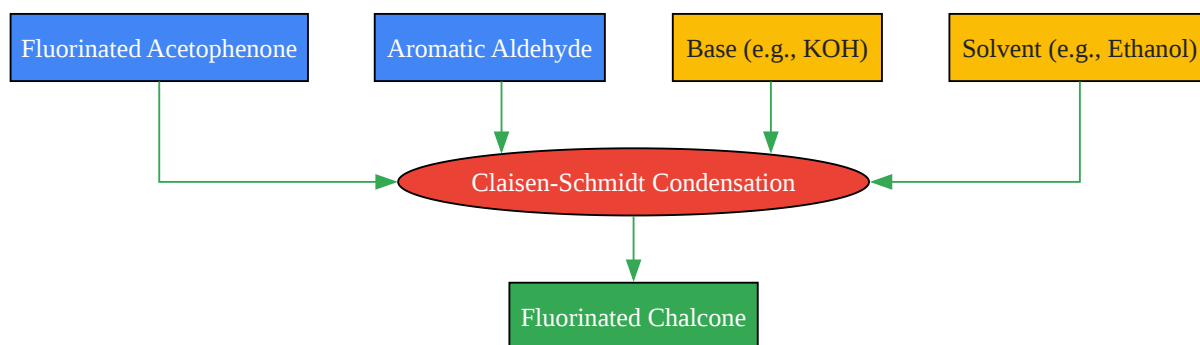 Fluorinated Acetophenone
Aromatic Aldehyde
Base (e.g., KOH)
Solvent (e.g., Ethanol)
Claisen-Schmidt Condensation
Fluorinated Chalcone